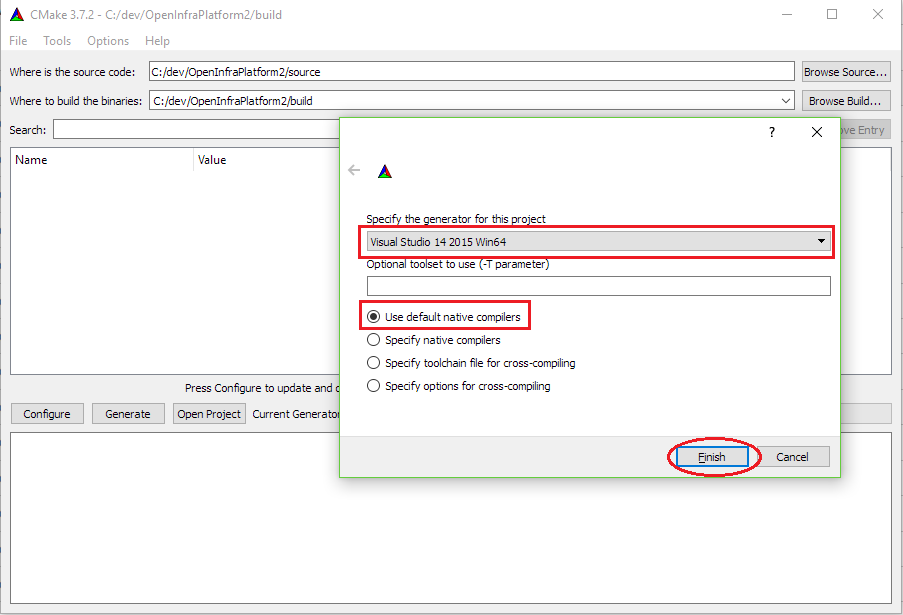 CMake 3.7.2 - C:/dev/OpenInfraPlatform2/build
File Tools Options Help
Where is the source code: C:/dev/OpenInfraPlatform2/source Browse Source...
Where to build the binaries: C:/dev/OpenInfraPlatform2/build Browse Build...
Search: Entry
Name Value
?
Specify the generator for this project
Visual Studio 14 2015 Win64
Optional toolset to use (-T parameter)
Use default native compilers
Specify native compilers
Specify toolchain file for cross-compiling
Specify options for cross-compiling
Press Configure to update and
Configure Generate Open Project Current Generator
Finish Cancel